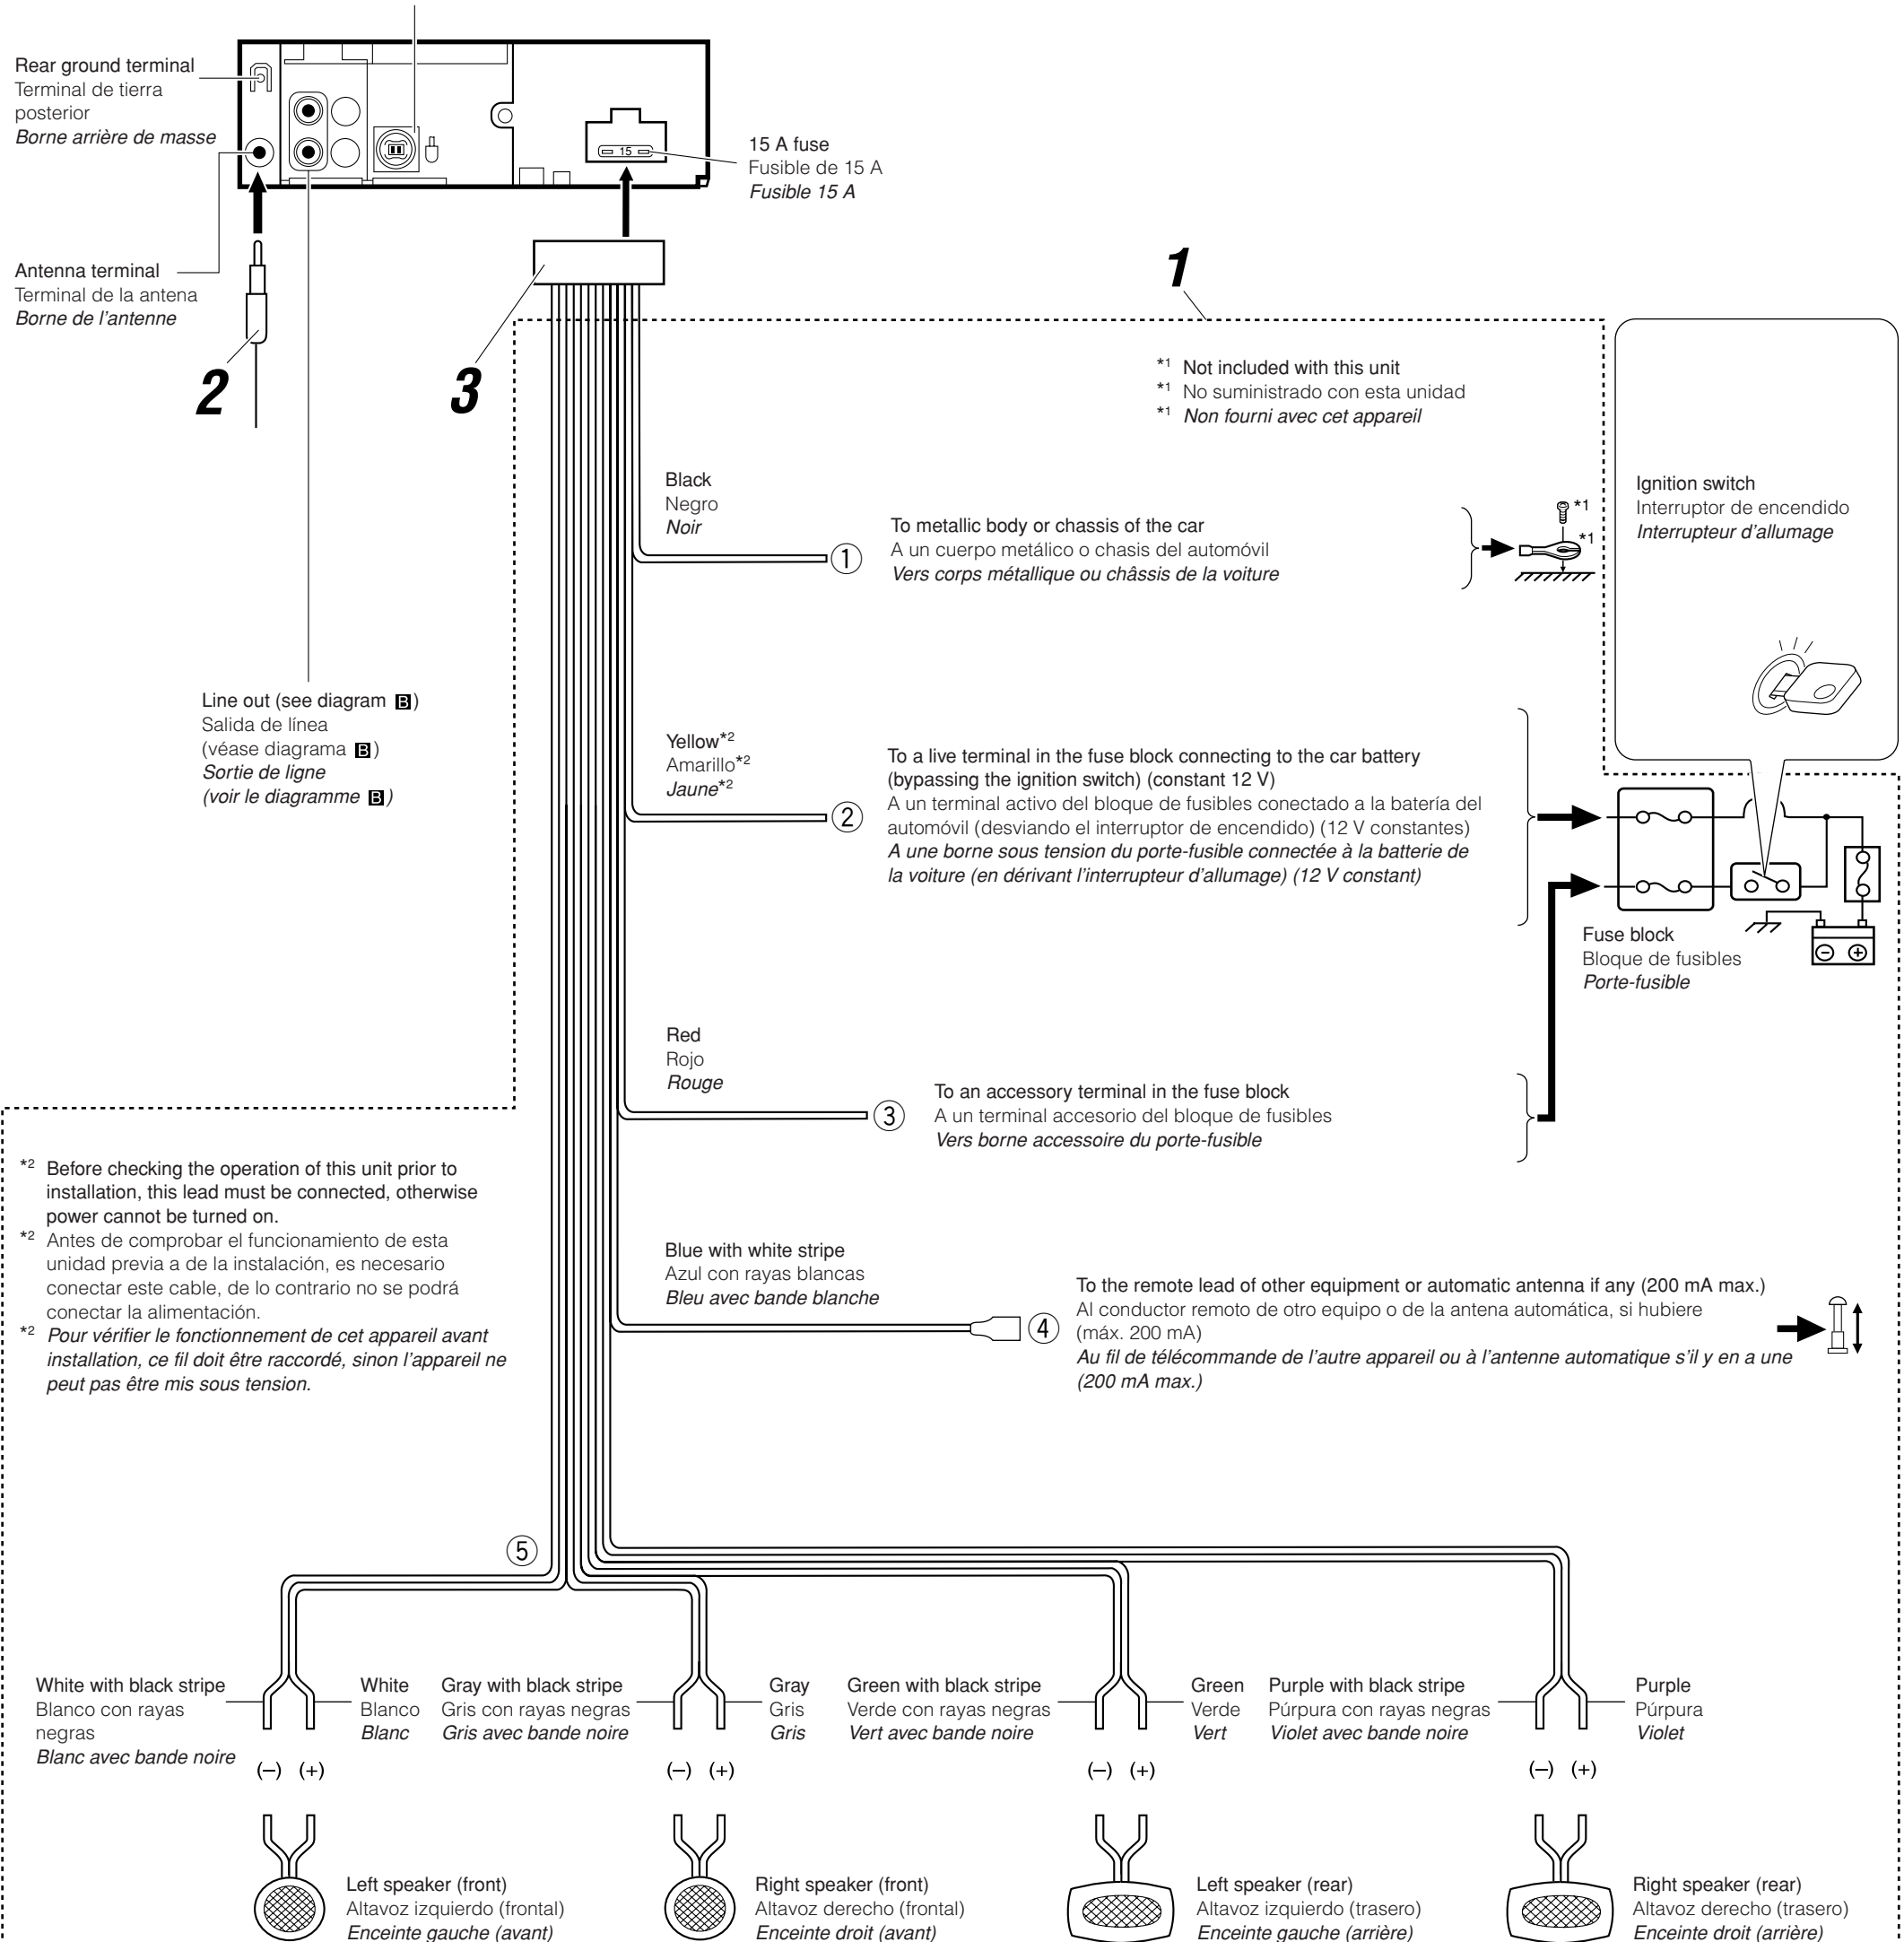 Rear ground terminal
Terminal de tierra
posterior
Borne arrière de masse
15
15 A fuse
Fusible de 15 A
Fusible 15 A
Antenna terminal
Terminal de la antena
Borne de l'antenne
2
3
1
*1 Not included with this unit
*1 No suministrado con esta unidad
*1 Non fourni avec cet appareil
Ignition switch
Interruptor de encendido
Interrupteur d'allumage
Black
Negro
Noir
①
To metallic body or chassis of the car
A un cuerpo metálico o chasis del automóvil
Vers corps métallique ou châssis de la voiture
*1
*1
Line out (see diagram B)
Salida de línea
(véase diagrama B)
Sortie de ligne
(voir le diagramme B)
Yellow*2
Amarillo*2
Jaune*2
②
To a live terminal in the fuse block connecting to the car battery
(bypassing the ignition switch) (constant 12 V)
A un terminal activo del bloque de fusibles conectado a la batería del
automóvil (desviando el interruptor de encendido) (12 V constantes)
A une borne sous tension du porte-fusible connectée à la batterie de
la voiture (en dérivant l'interrupteur d'allumage) (12 V constant)
Fuse block
Bloque de fusibles
Porte-fusible
Red
Rojo
Rouge
③
To an accessory terminal in the fuse block
A un terminal accesorio del bloque de fusibles
Vers borne accessoire du porte-fusible
*2 Before checking the operation of this unit prior to
installation, this lead must be connected, otherwise
power cannot be turned on.
*2 Antes de comprobar el funcionamiento de esta
unidad previa a de la instalación, es necesario
conectar este cable, de lo contrario no se podrá
conectar la alimentación.
*2 Pour vérifier le fonctionnement de cet appareil avant
installation, ce fil doit être raccordé, sinon l'appareil ne
peut pas être mis sous tension.
Blue with white stripe
Azul con rayas blancas
Bleu avec bande blanche
④
To the remote lead of other equipment or automatic antenna if any (200 mA max.)
Al conductor remoto de otro equipo o de la antena automática, si hubiere
(máx. 200 mA)
Au fil de télécommande de l'autre appareil ou à l'antenne automatique s'il y en a une
(200 mA max.)
⑤
White with black stripe
Blanco con rayas
negras
Blanc avec bande noire
White
Blanco
Blanc
Gray with black stripe
Gris con rayas negras
Gris avec bande noire
Gray
Gris
Gris
Green with black stripe
Verde con rayas negras
Vert avec bande noire
Green
Verde
Vert
Purple with black stripe
Púrpura con rayas negras
Violet avec bande noire
Purple
Púrpura
Violet
(–) (+)
(–) (+)
(–) (+)
(–) (+)
Left speaker (front)
Altavoz izquierdo (frontal)
Enceinte gauche (avant)
Right speaker (front)
Altavoz derecho (frontal)
Enceinte droit (avant)
Left speaker (rear)
Altavoz izquierdo (trasero)
Enceinte gauche (arrière)
Right speaker (rear)
Altavoz derecho (trasero)
Enceinte droit (arrière)